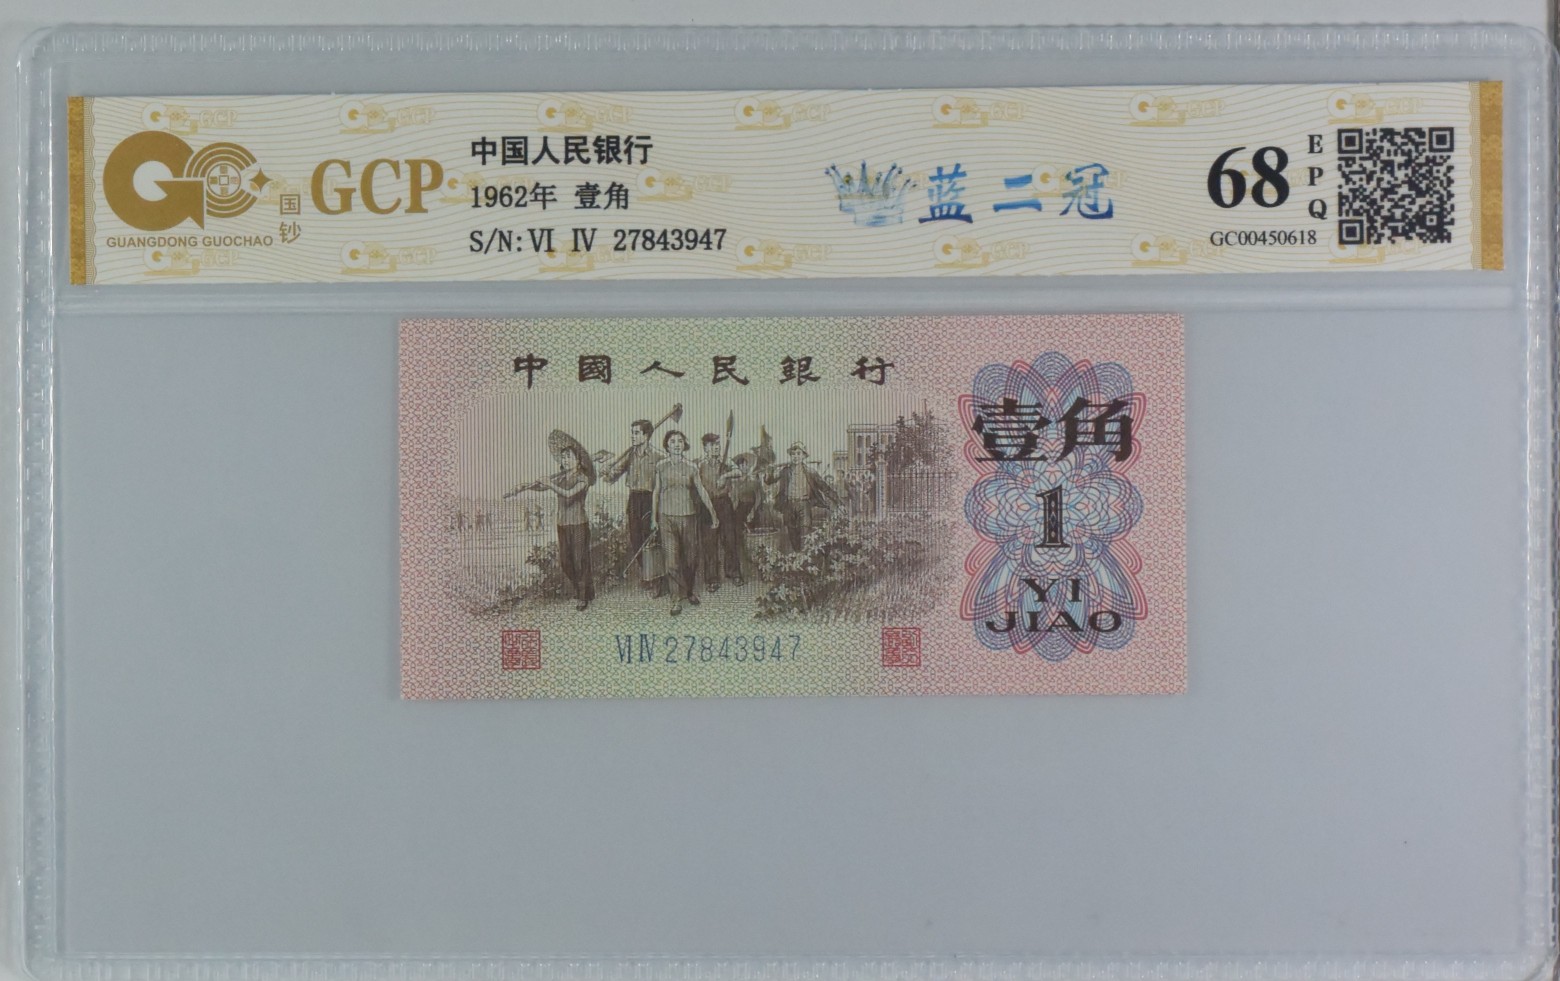 GUANGDONG GUOCHAO
国钞
GCP
中国人民银行
1962年 壹角
S/N: Ⅵ Ⅳ 27843947
蓝二冠
68
EPQ
GC00450618
中國人民銀行
壹角
1
YI
JIAO
Ⅵ Ⅳ 27843947